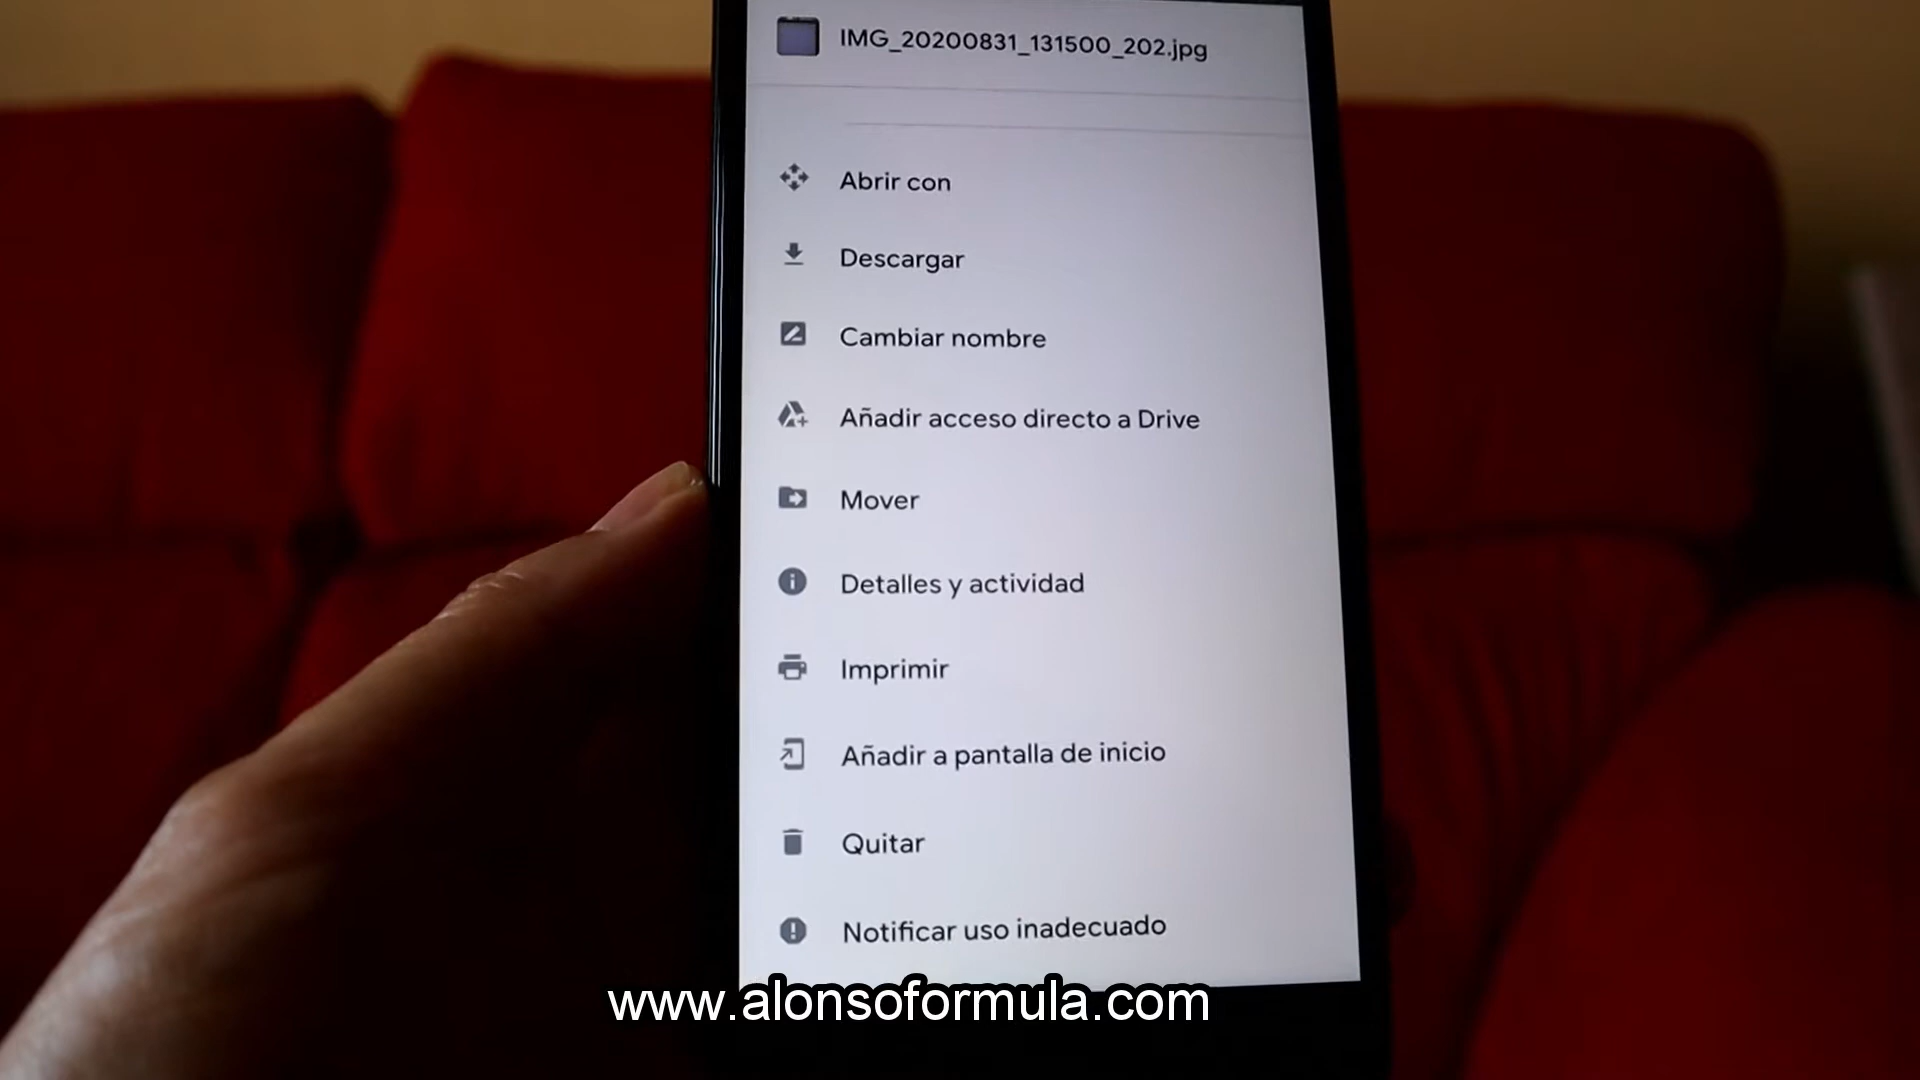 IMG_20200831_131500_202.jpg
Abrir con
Descargar
Cambiar nombre
Añadir acceso directo a Drive
Mover
Detalles y actividad
Imprimir
Añadir a pantalla de inicio
Quitar
Notificar uso inadecuado
www.alonsoformula.com